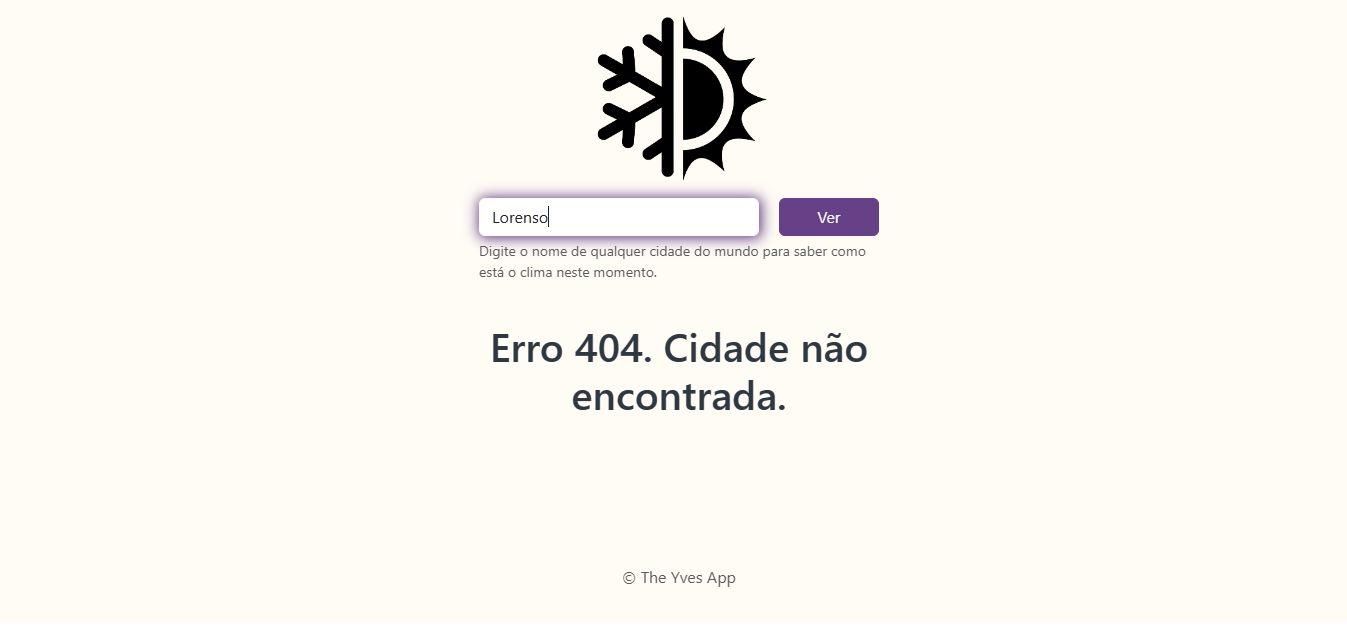 Lorenso
Ver
Digite o nome de qualquer cidade do mundo para saber como
está o clima neste momento.
Erro 404. Cidade não
encontrada.
© The Yves App